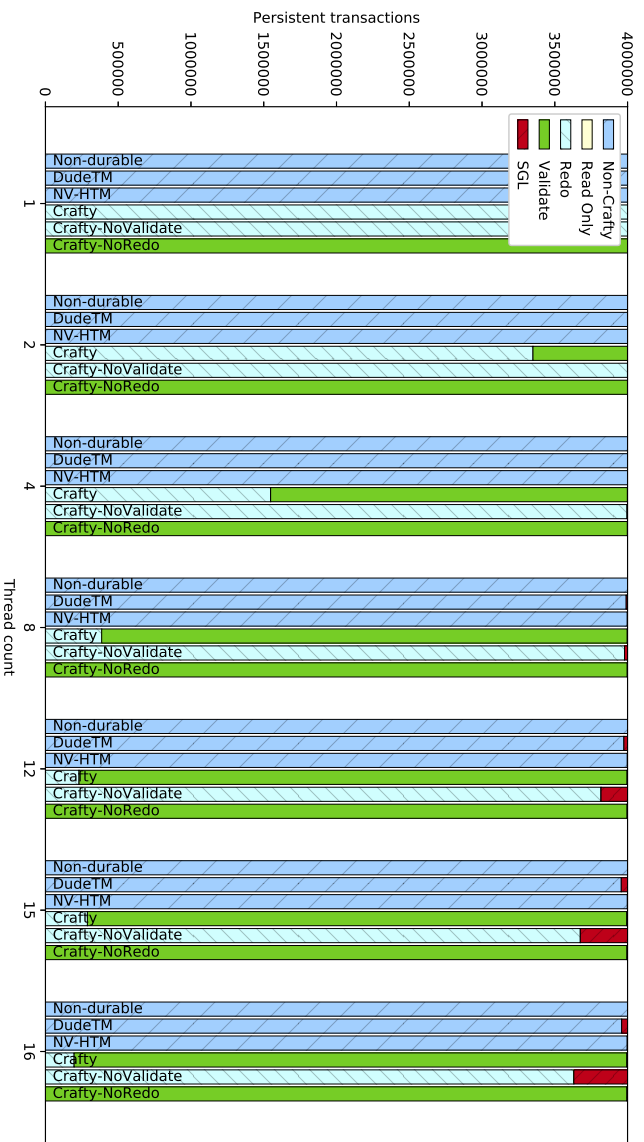 Persistent transactions
4000000
3500000
3000000
2500000
2000000
1500000
1000000
500000
0
Non-Crafty
Read Only
Redo
Validate
SGL
Non-durable
DudeTM
NV-HTM
Crafty
Crafty-NoValidate
Crafty-NoRedo
1
Non-durable
DudeTM
NV-HTM
Crafty
Crafty-NoValidate
Crafty-NoRedo
2
Non-durable
DudeTM
NV-HTM
Crafty
Crafty-NoValidate
Crafty-NoRedo
4
Non-durable
DudeTM
NV-HTM
Crafty
Crafty-NoValidate
Crafty-NoRedo
8
Non-durable
DudeTM
NV-HTM
Crafty
Crafty-NoValidate
Crafty-NoRedo
12
Non-durable
DudeTM
NV-HTM
Crafty
Crafty-NoValidate
Crafty-NoRedo
15
Non-durable
DudeTM
NV-HTM
Crafty
Crafty-NoValidate
Crafty-NoRedo
16
Thread count